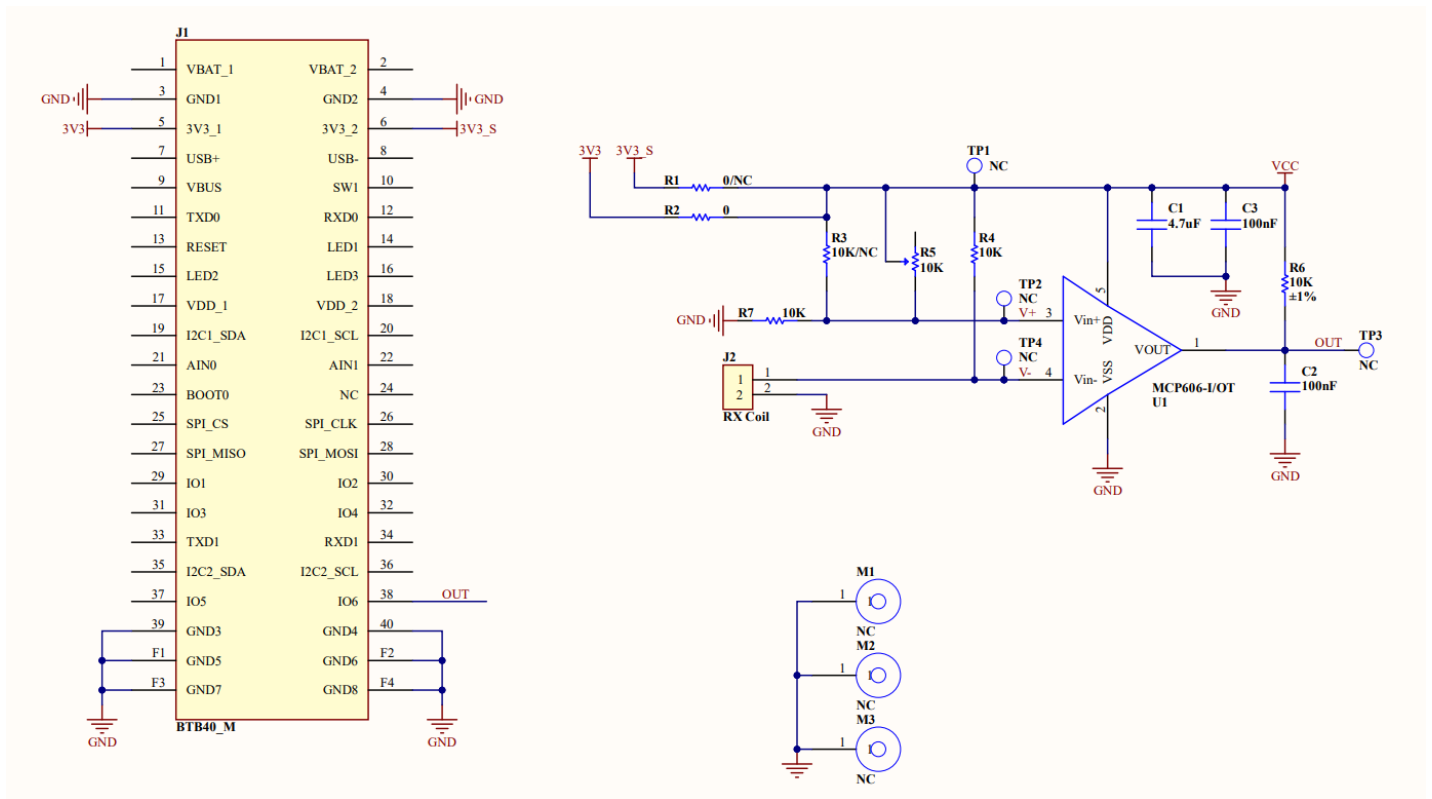 J1
1 VBAT_1 VBAT_2 2
GND 3 GND1 GND2 4 GND
3V3 5 3V3_1 3V3_2 6 3V3_S
7 USB+ USB- 8
9 VBUS SW1 10
11 TXD0 RXD0 12
13 RESET LED1 14
15 LED2 LED3 16
17 VDD_1 VDD_2 18
19 I2C1_SDA I2C1_SCL 20
21 AIN0 AIN1 22
23 BOOT0 NC 24
25 SPI_CS SPI_CLK 26
27 SPI_MISO SPI_MOSI 28
29 IO1 IO2 30
31 IO3 IO4 32
33 TXD1 RXD1 34
35 I2C2_SDA I2C2_SCL 36
37 IO5 IO6 38 OUT
39 GND3 GND4 40
F1 GND5 GND6 F2
F3 GND7 GND8 F4
BTB40_M
GND GND
3V3 3V3_S
R1 0/NC
R2 0
TP1
NC
VCC
R3
10K/NC
R5
10K
R4
10K
C1
4.7uF
C3
100nF
GND
R6
10K
±1%
GND R7 10K
TP2
NC
V+ 3 Vin+
5 VDD
TP4
NC
V- 4 Vin-
VSS 2
VOUT 1
MCP606-I/OT
U1
GND
OUT
TP3
NC
C2
100nF
GND
J2
1 1
2 2
RX Coil
GND
M1
1
NC
M2
1
NC
M3
1
NC